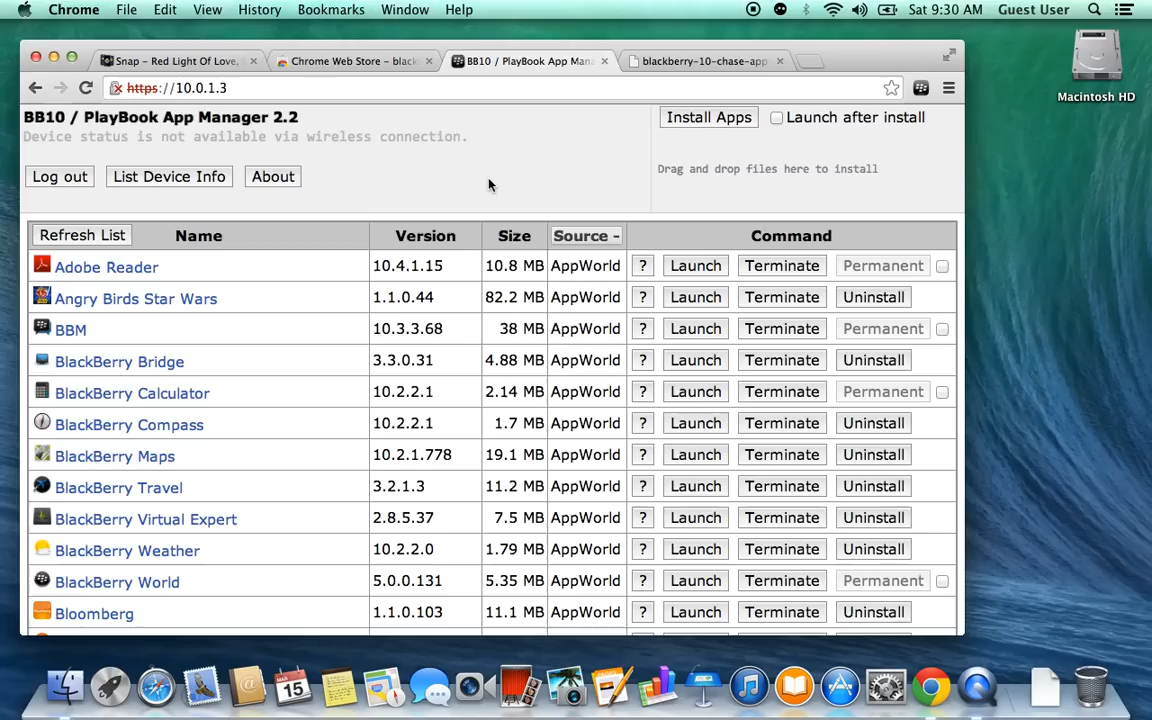 Chrome File Edit View History Bookmarks Window Help Sat 9:30 AM Guest User
Snap – Red Light Of Love, Chrome Web Store – black BB10 / PlayBook App Man blackberry-10-chase-app
https://10.0.1.3
Macintosh HD
BB10 / PlayBook App Manager 2.2
Device status is not available via wireless connection.
Install Apps Launch after install
Drag and drop files here to install
Log out List Device Info About
Refresh List Name Version Size Source – Command
Adobe Reader 10.4.1.15 10.8 MB AppWorld ? Launch Terminate Permanent
Angry Birds Star Wars 1.1.0.44 82.2 MB AppWorld ? Launch Terminate Uninstall
BBM 10.3.3.68 38 MB AppWorld ? Launch Terminate Permanent
BlackBerry Bridge 3.3.0.31 4.88 MB AppWorld ? Launch Terminate Uninstall
BlackBerry Calculator 10.2.2.1 2.14 MB AppWorld ? Launch Terminate Permanent
BlackBerry Compass 10.2.2.1 1.7 MB AppWorld ? Launch Terminate Uninstall
BlackBerry Maps 10.2.1.778 19.1 MB AppWorld ? Launch Terminate Uninstall
BlackBerry Travel 3.2.1.3 11.2 MB AppWorld ? Launch Terminate Uninstall
BlackBerry Virtual Expert 2.8.5.37 7.5 MB AppWorld ? Launch Terminate Uninstall
BlackBerry Weather 10.2.2.0 1.79 MB AppWorld ? Launch Terminate Uninstall
BlackBerry World 5.0.0.131 5.35 MB AppWorld ? Launch Terminate Permanent
Bloomberg 1.1.0.103 11.1 MB AppWorld ? Launch Terminate Uninstall
15